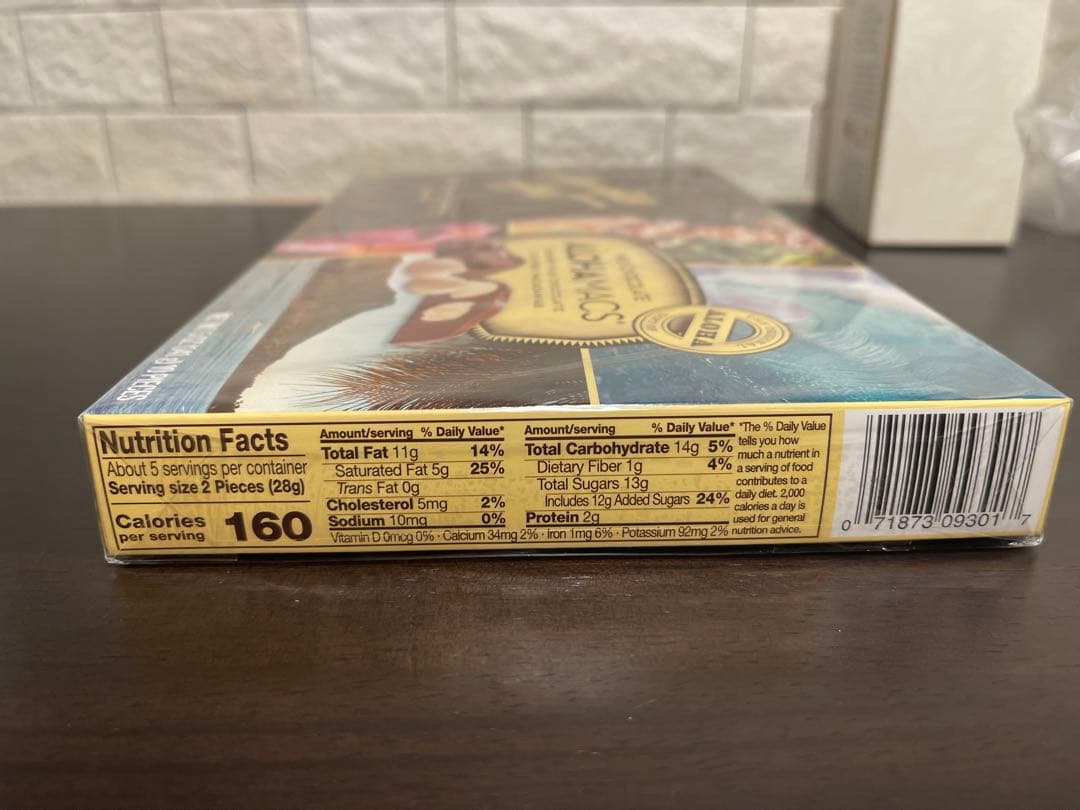 ALOHA
MACS
Nutrition Facts
About 5 servings per container
Serving size 2 Pieces (28g)
Calories
per serving
160
Amount/serving % Daily Value*
Total Fat 11g 14%
Saturated Fat 5g 25%
Trans Fat 0g
Cholesterol 5mg 2%
Sodium 10mg 0%
Amount/serving % Daily Value*
Total Carbohydrate 14g 5%
Dietary Fiber 1g 4%
Total Sugars 13g
Includes 12g Added Sugars 24%
Protein 2g
Vitamin D 0mcg 0% · Calcium 34mg 2% · Iron 1mg 6% · Potassium 92mg 2%
*The % Daily Value
tells you how
much a nutrient in
a serving of food
contributes to a
daily diet. 2,000
calories a day is
used for general
nutrition advice.
0 71873 09301 7